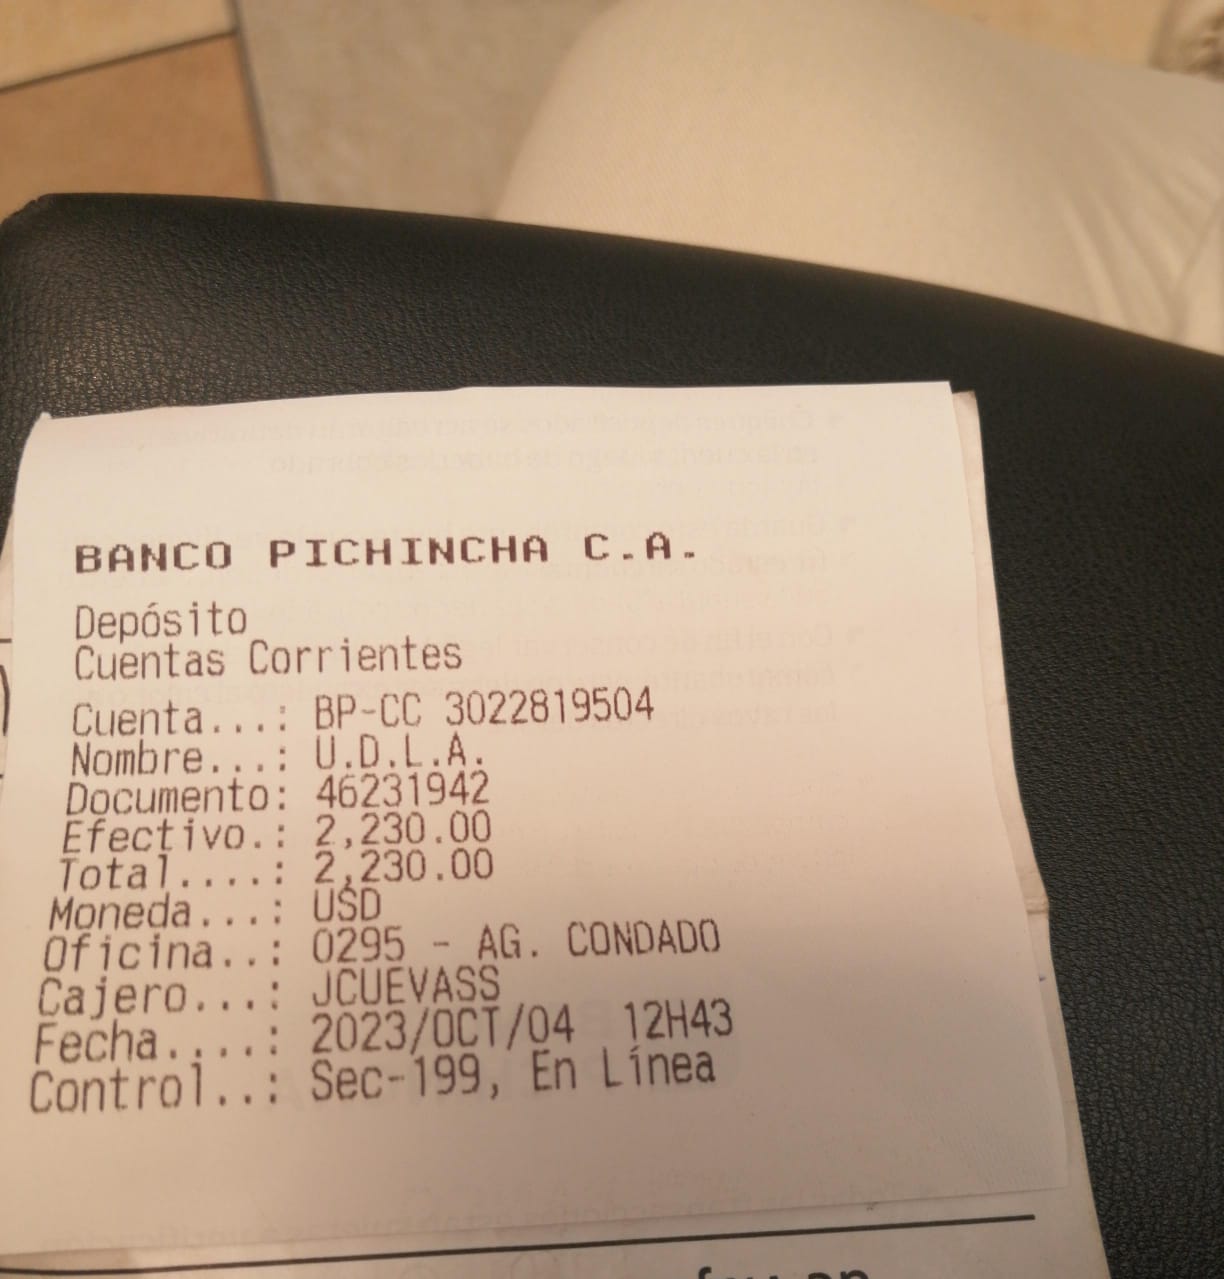 BANCO PICHINCHA C.A.
Depósito
Cuentas Corrientes
Cuenta...: BP-CC 3022819504
Nombre...: U.D.L.A.
Documento: 46231942
Efectivo.: 2,230.00
Total....: 2,230.00
Moneda...: USD
Oficina..: 0295 - AG. CONDADO
Cajero...: JCUEVASS
Fecha....: 2023/OCT/04 12H43
Control..: Sec-199, En Línea